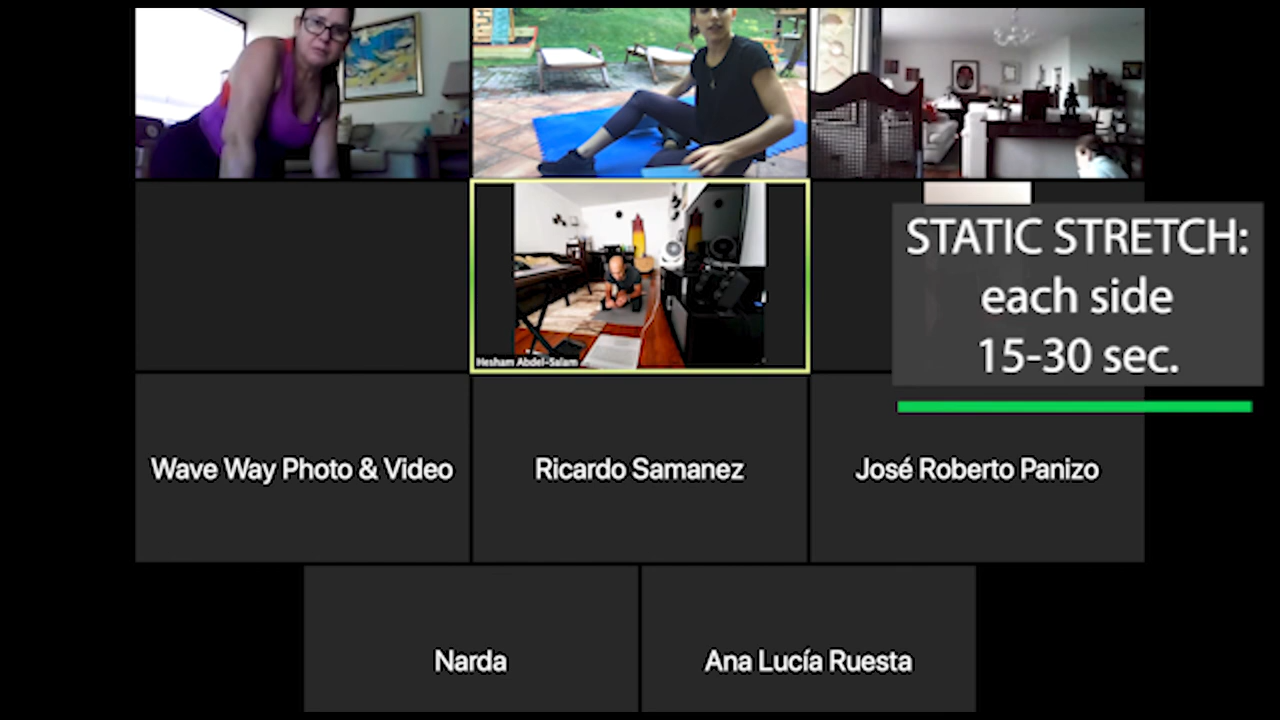 STATIC STRETCH:
each side
15-30 sec.
Hesham Abdel-Salam
Wave Way Photo & Video
Ricardo Samanez
José Roberto Panizo
Narda
Ana Lucía Ruesta